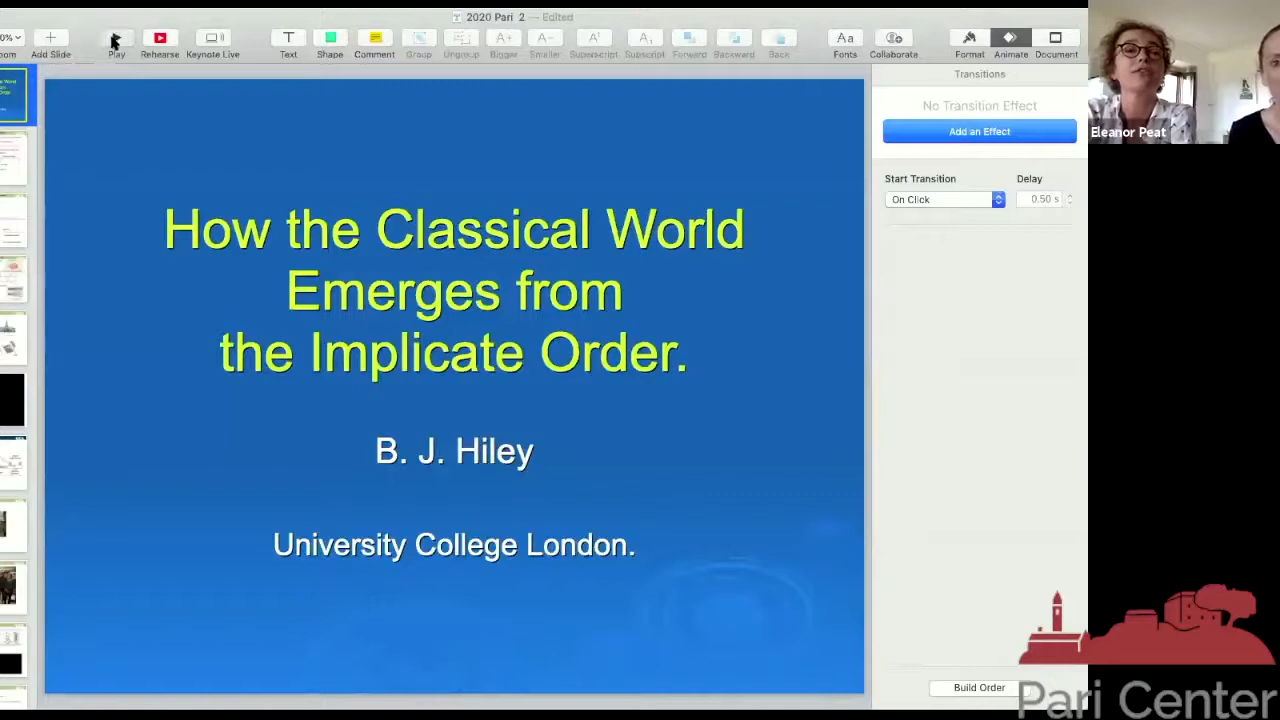 2020 Pari 2 — Edited
0%
oom
Add Slide
Play
Rehearse
Keynote Live
Text
Shape
Comment
Group
Ungroup
Bigger
Smaller
Superscript
Subscript
Forward
Backward
Back
Fonts
Collaborate
Format
Animate
Document
Transitions
No Transition Effect
Add an Effect
Start Transition
Delay
On Click
0.50 s
How the Classical World
Emerges from
the Implicate Order.
B. J. Hiley
University College London.
Build Order
Eleanor Peat
Pari Center